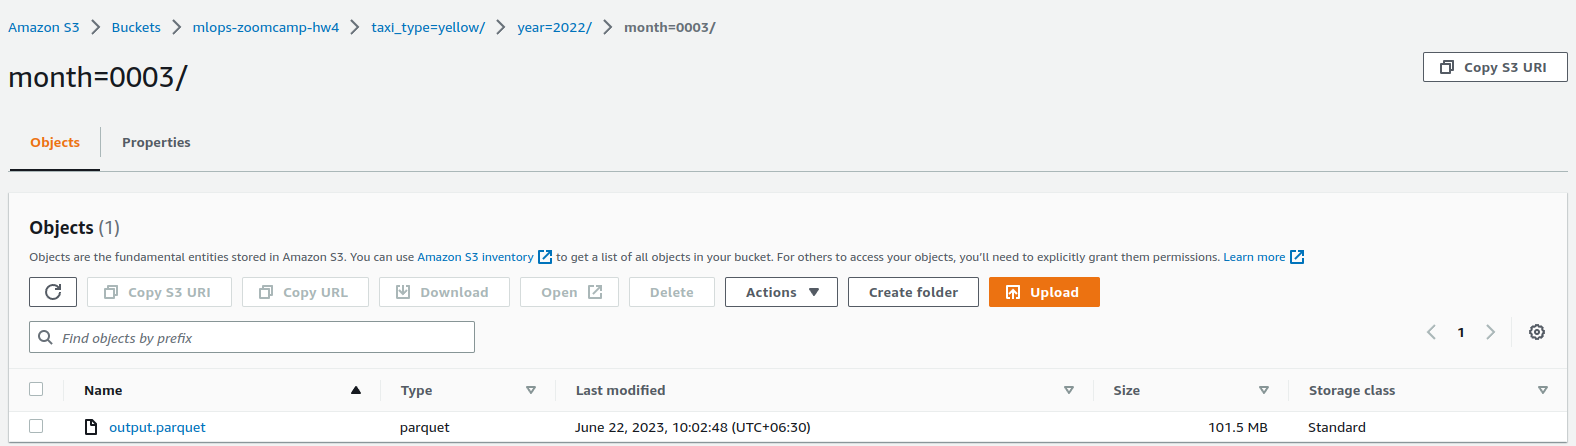 Amazon S3 Buckets mlops-zoomcamp-hw4 taxi_type=yellow/ year=2022/ month=0003/
month=0003/
Copy S3 URI
Objects Properties
Objects (1)
Objects are the fundamental entities stored in Amazon S3. You can use Amazon S3 inventory to get a list of all objects in your bucket. For others to access your objects, you'll need to explicitly grant them permissions. Learn more
Copy S3 URI Copy URL Download Open Delete Actions Create folder Upload
Find objects by prefix
1
Name Type Last modified Size Storage class
output.parquet parquet June 22, 2023, 10:02:48 (UTC+06:30) 101.5 MB Standard